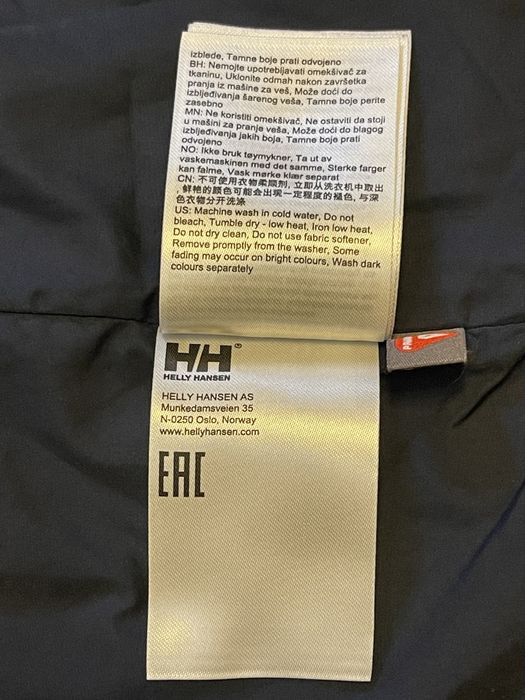 izblede, Tamne boje prati odvojeno
BH: Nemojte upotrebljavati omekšivač za
tkaninu, Uklonite odmah nakon završetka
pranja iz mašine za veš, Može doći do
izbljeđivanja šarenog veša, Tamne boje perite
zasebno
MN: Ne koristiti omekšivač, Ne ostaviti da stoji
u mašini za pranje veša, Može doći do blagog
izbljeđivanja jakih boja, Tamne boje prati
odvojeno
NO: Ikke bruk tøymykner, Ta ut av
vaskemaskinen med det samme, Sterke farger
kan falme, Vask mørke klær separat
CN: 不可使用衣物柔顺剂, 立即从洗衣机中取出
, 鲜艳的颜色可能会出现一定程度的褪色, 与深
色衣物分开洗涤
US: Machine wash in cold water, Do not
bleach, Tumble dry - low heat, Iron low heat,
Do not dry clean, Do not use fabric softener,
Remove promptly from the washer, Some
fading may occur on bright colours, Wash dark
colours separately
HH®
HELLY HANSEN
HELLY HANSEN AS
Munkedamsveien 35
N-0250 Oslo, Norway
www.hellyhansen.com
EAC